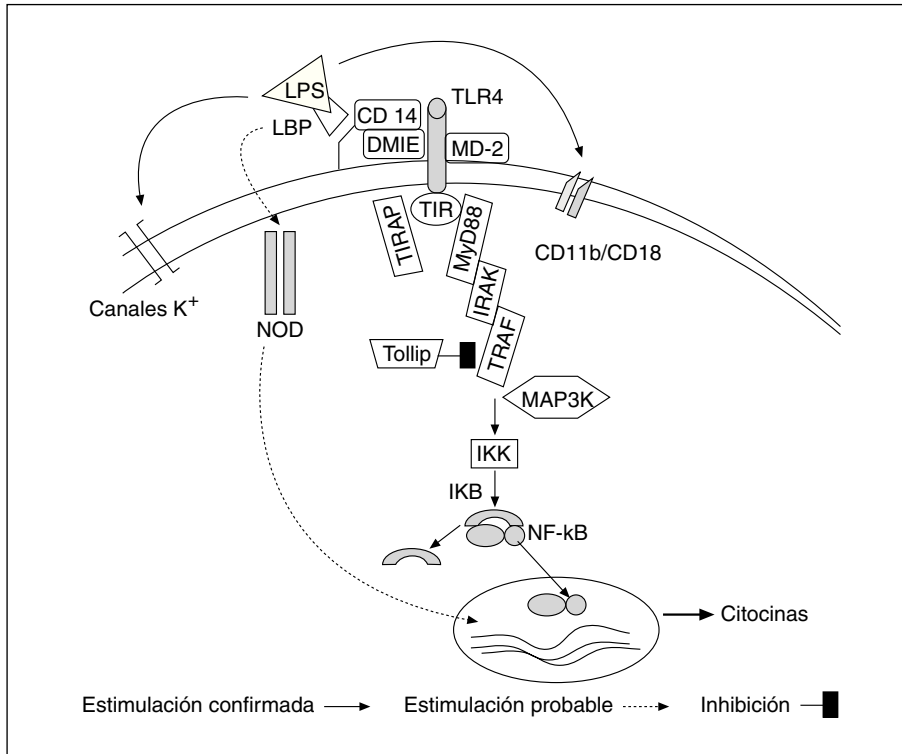 LPS
TLR4
CD 14
LBP
DMIE
MD-2
TIR
TIRAP
MyD88
CD11b/CD18
IRAK
Canales K+
NOD
TRAF
Tollip
MAP3K
IKK
IKB
NF-kB
Citocinas
Estimulación confirmada
Estimulación probable
Inhibición